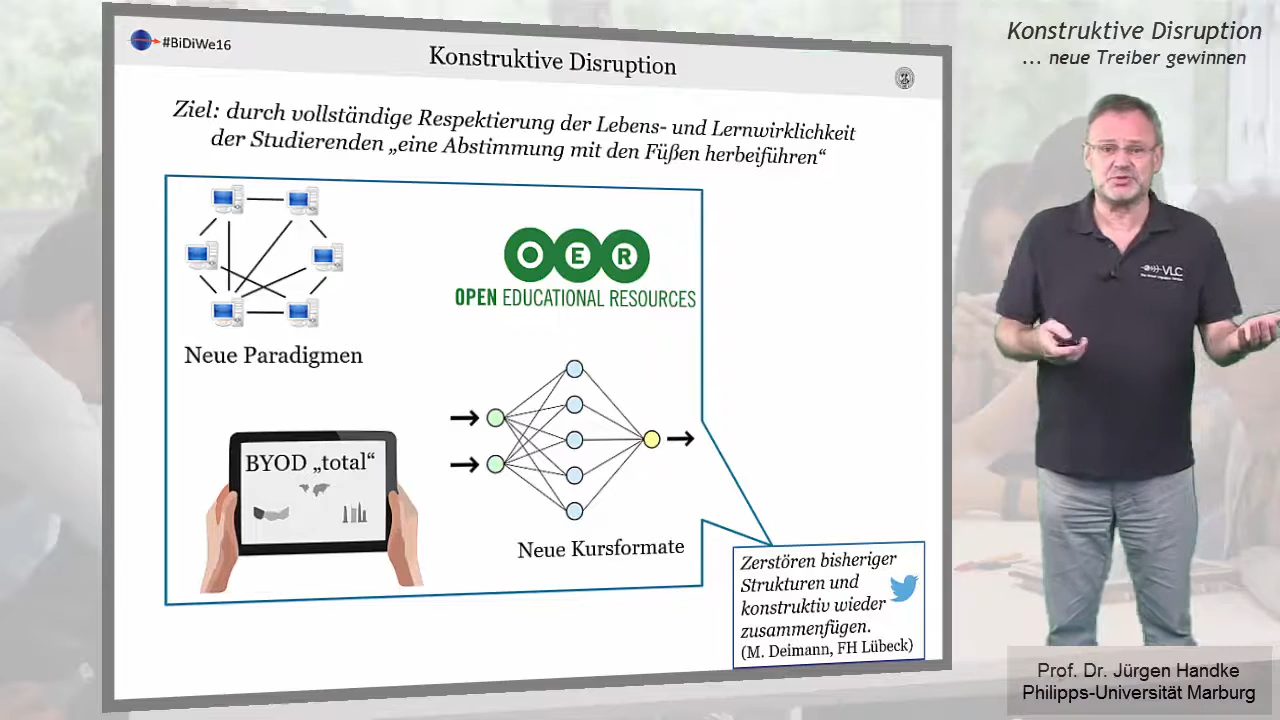 #BiDiWe16
Konstruktive Disruption
Ziel: durch vollständige Respektierung der Lebens- und Lernwirklichkeit
der Studierenden „eine Abstimmung mit den Füßen herbeiführen“
OER
OPEN EDUCATIONAL RESOURCES
Neue Paradigmen
BYOD „total“
Neue Kursformate
Zerstören bisheriger
Strukturen und
konstruktiv wieder
zusammenfügen.
(M. Deimann, FH Lübeck)
Konstruktive Disruption
... neue Treiber gewinnen
VLC
Prof. Dr. Jürgen Handke
Philipps-Universität Marburg